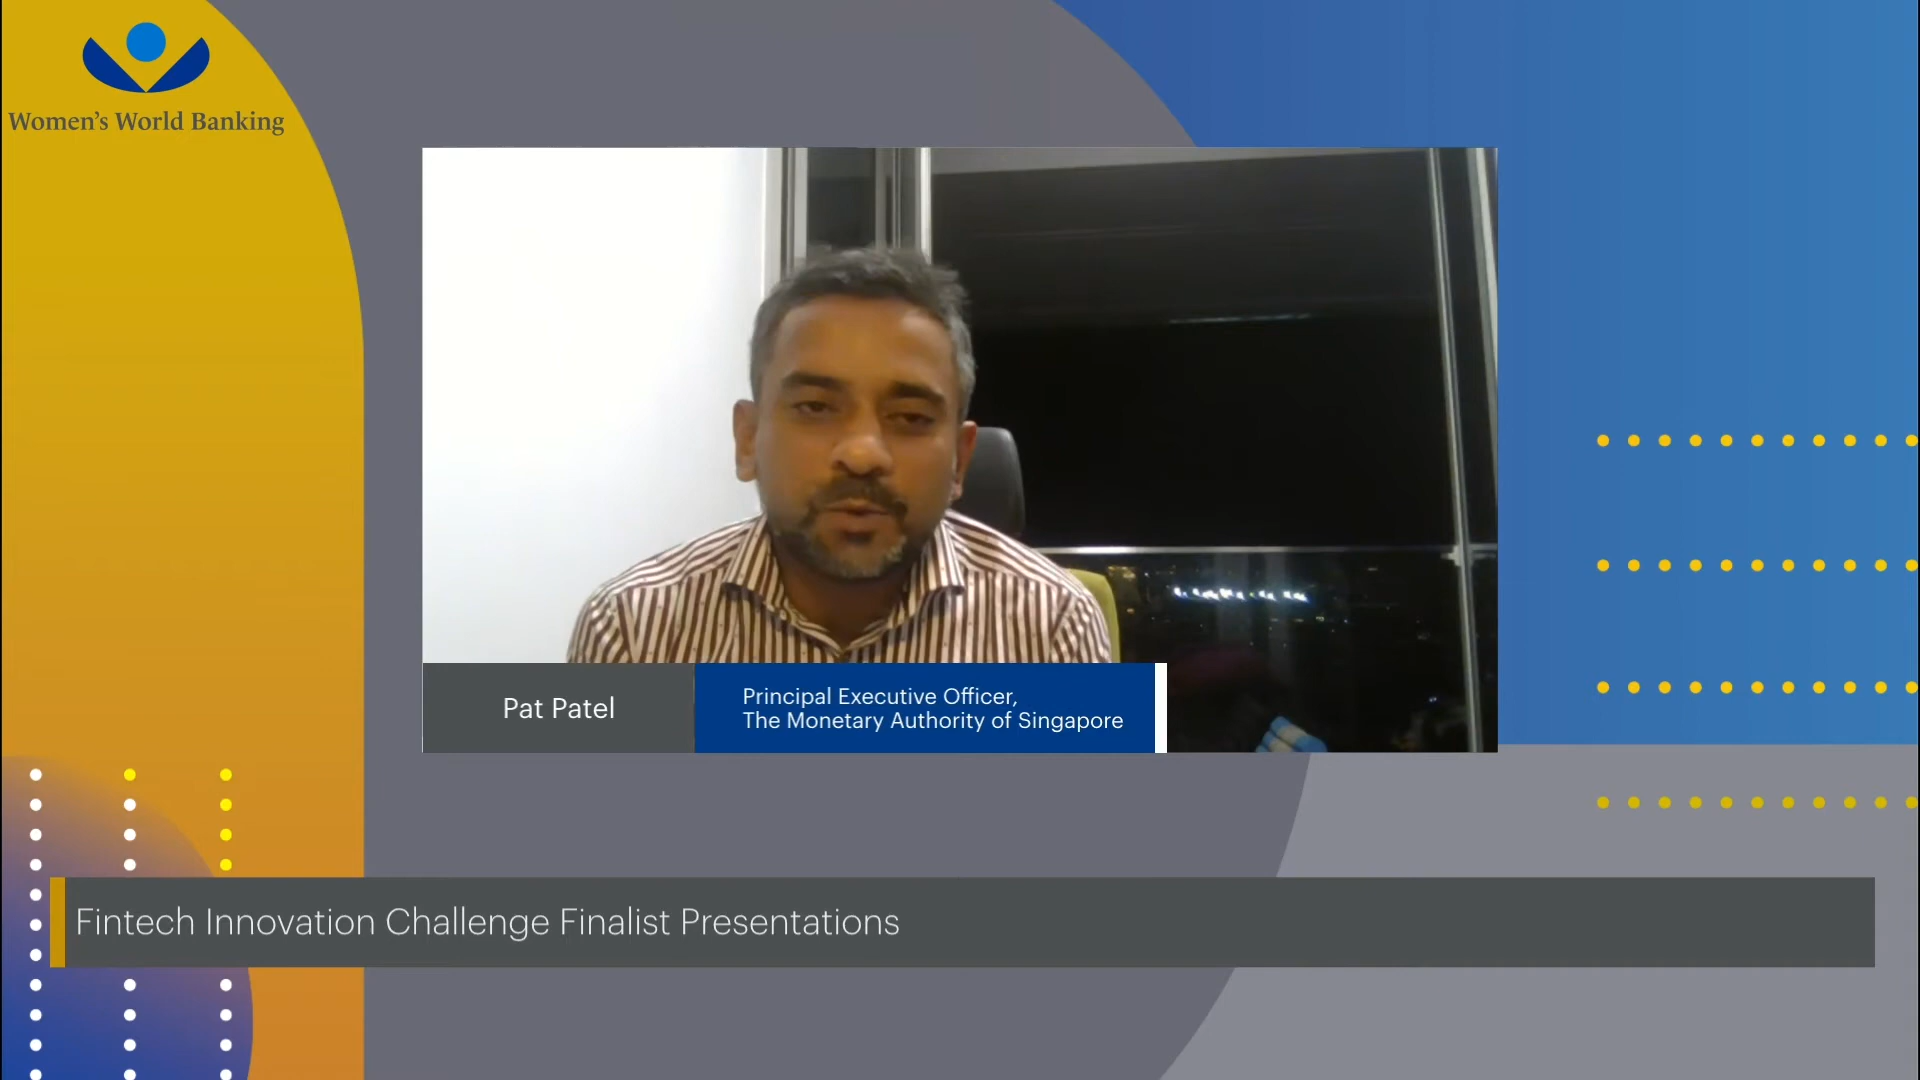 Women's World Banking
Pat Patel
Principal Executive Officer,
The Monetary Authority of Singapore
Fintech Innovation Challenge Finalist Presentations